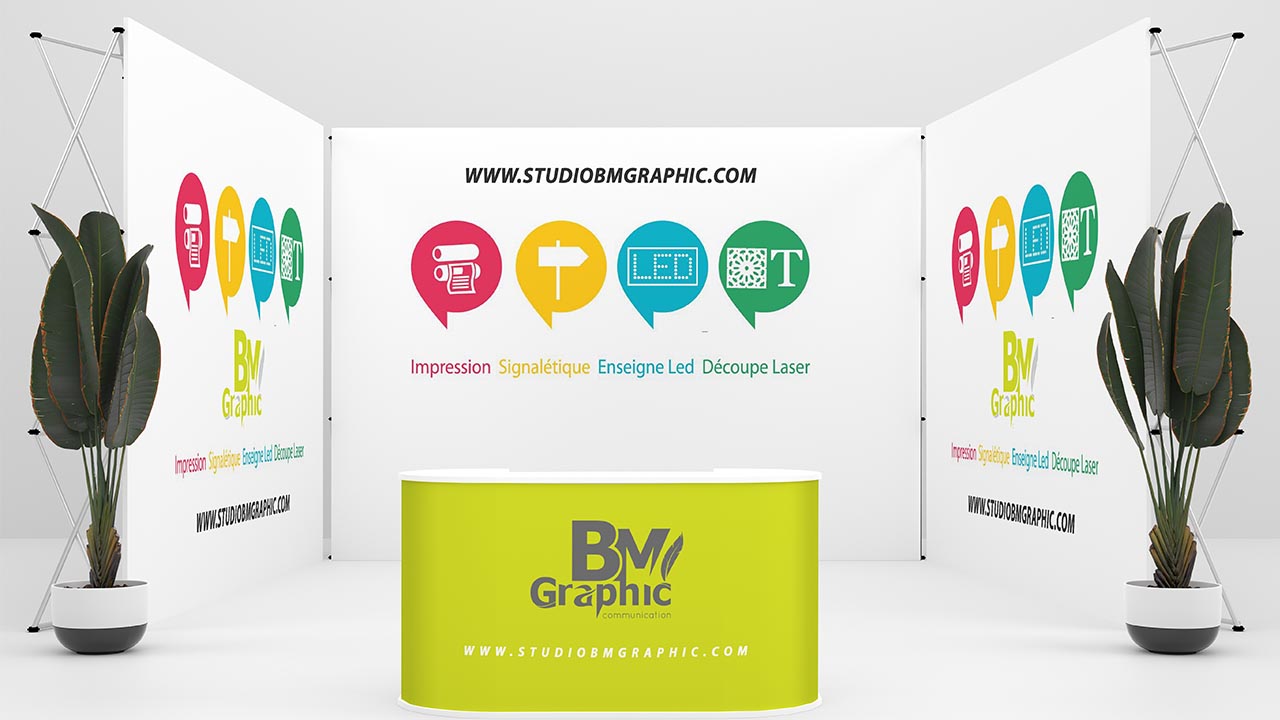 LED
BM
Graphic
Impression Signalétique Enseigne Led Découpe Laser
WWW.STUDIOBMGRAPHIC.COM
WWW.STUDIOBMGRAPHIC.COM
LED T
Impression Signalétique Enseigne Led Découpe Laser
BM
Graphic
communication
WWW.STUDIOBMGRAPHIC.COM
LED T
BM
Graphic
Impression Signalétique Enseigne Led Découpe Laser
WWW.STUDIOBMGRAPHIC.COM